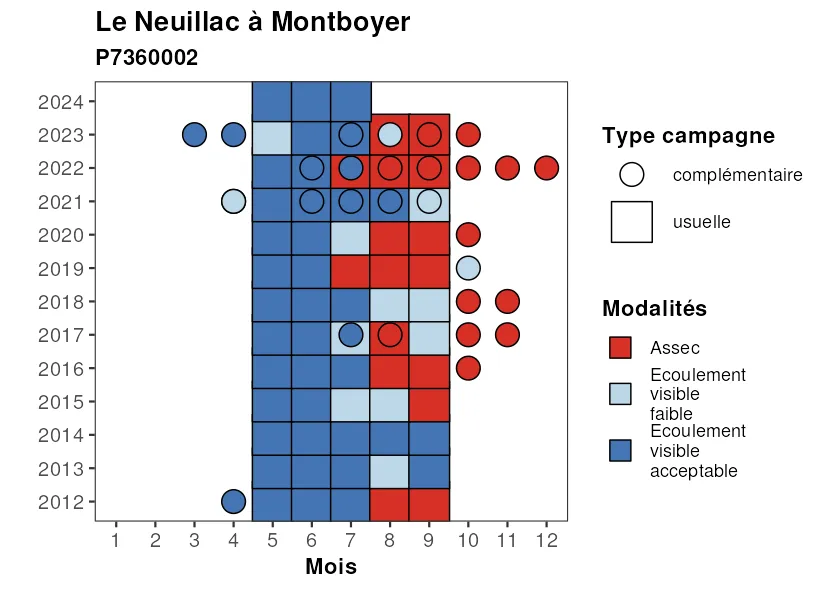 Le Neuillac à Montboyer
P7360002
2024
2023
2022
2021
2020
2019
2018
2017
2016
2015
2014
2013
2012
1 2 3 4 5 6 7 8 9 10 11 12
Mois
Type campagne
complémentaire
usuelle
Modalités
Assec
Ecoulement
visible
faible
Ecoulement
visible
acceptable